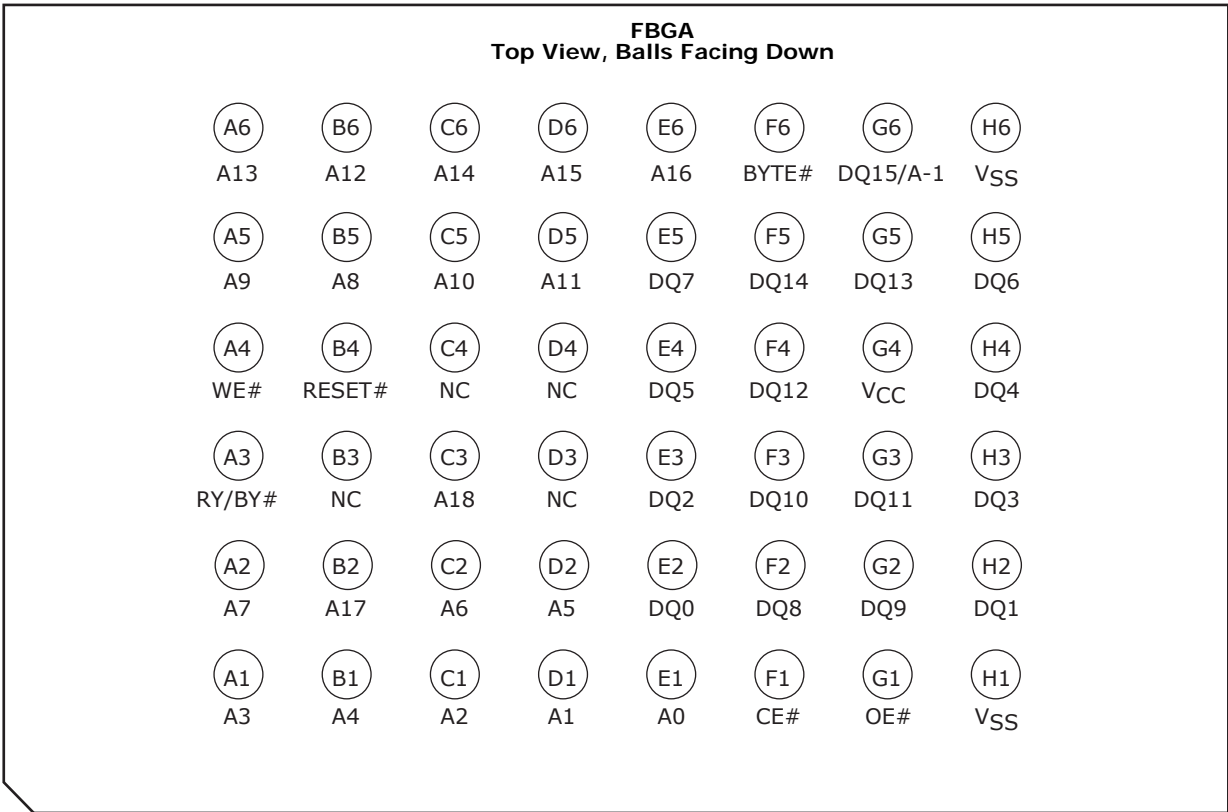 FBGA
Top View, Balls Facing Down
A6 B6 C6 D6 E6 F6 G6 H6
A13 A12 A14 A15 A16 BYTE# DQ15/A-1 VSS
A5 B5 C5 D5 E5 F5 G5 H5
A9 A8 A10 A11 DQ7 DQ14 DQ13 DQ6
A4 B4 C4 D4 E4 F4 G4 H4
WE# RESET# NC NC DQ5 DQ12 VCC DQ4
A3 B3 C3 D3 E3 F3 G3 H3
RY/BY# NC A18 NC DQ2 DQ10 DQ11 DQ3
A2 B2 C2 D2 E2 F2 G2 H2
A7 A17 A6 A5 DQ0 DQ8 DQ9 DQ1
A1 B1 C1 D1 E1 F1 G1 H1
A3 A4 A2 A1 A0 CE# OE# VSS